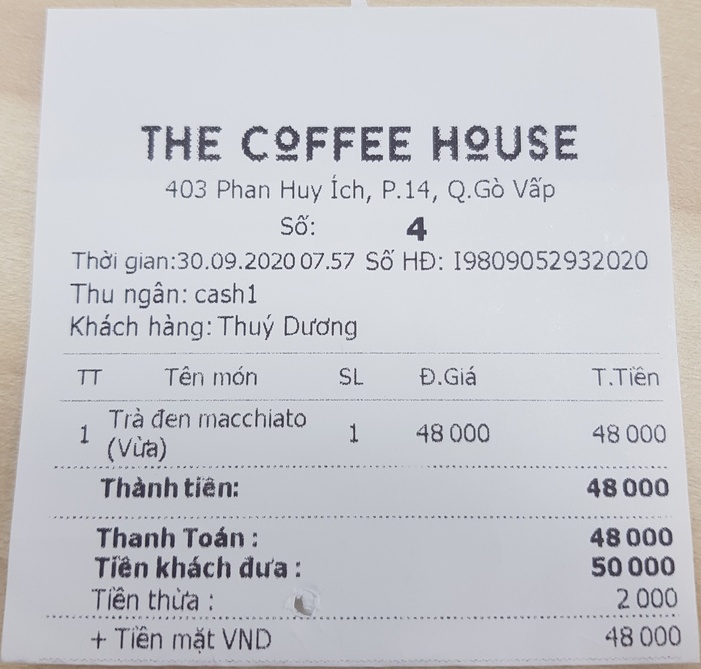 THE COFFEE HOUSE
403 Phan Huy Ích, P.14, Q.Gò Vấp
Số: 4
Thời gian:30.09.2020 07.57 Số HĐ: I9809052932020
Thu ngân: cash1
Khách hàng: Thuý Dương
TT Tên món SL Đ.Giá T.Tiền
1 Trà đen macchiato (Vừa) 1 48 000 48 000
Thành tiền: 48 000
Thanh Toán : 48 000
Tiền khách đưa : 50 000
Tiền thừa : 2 000
+ Tiền mặt VND 48 000